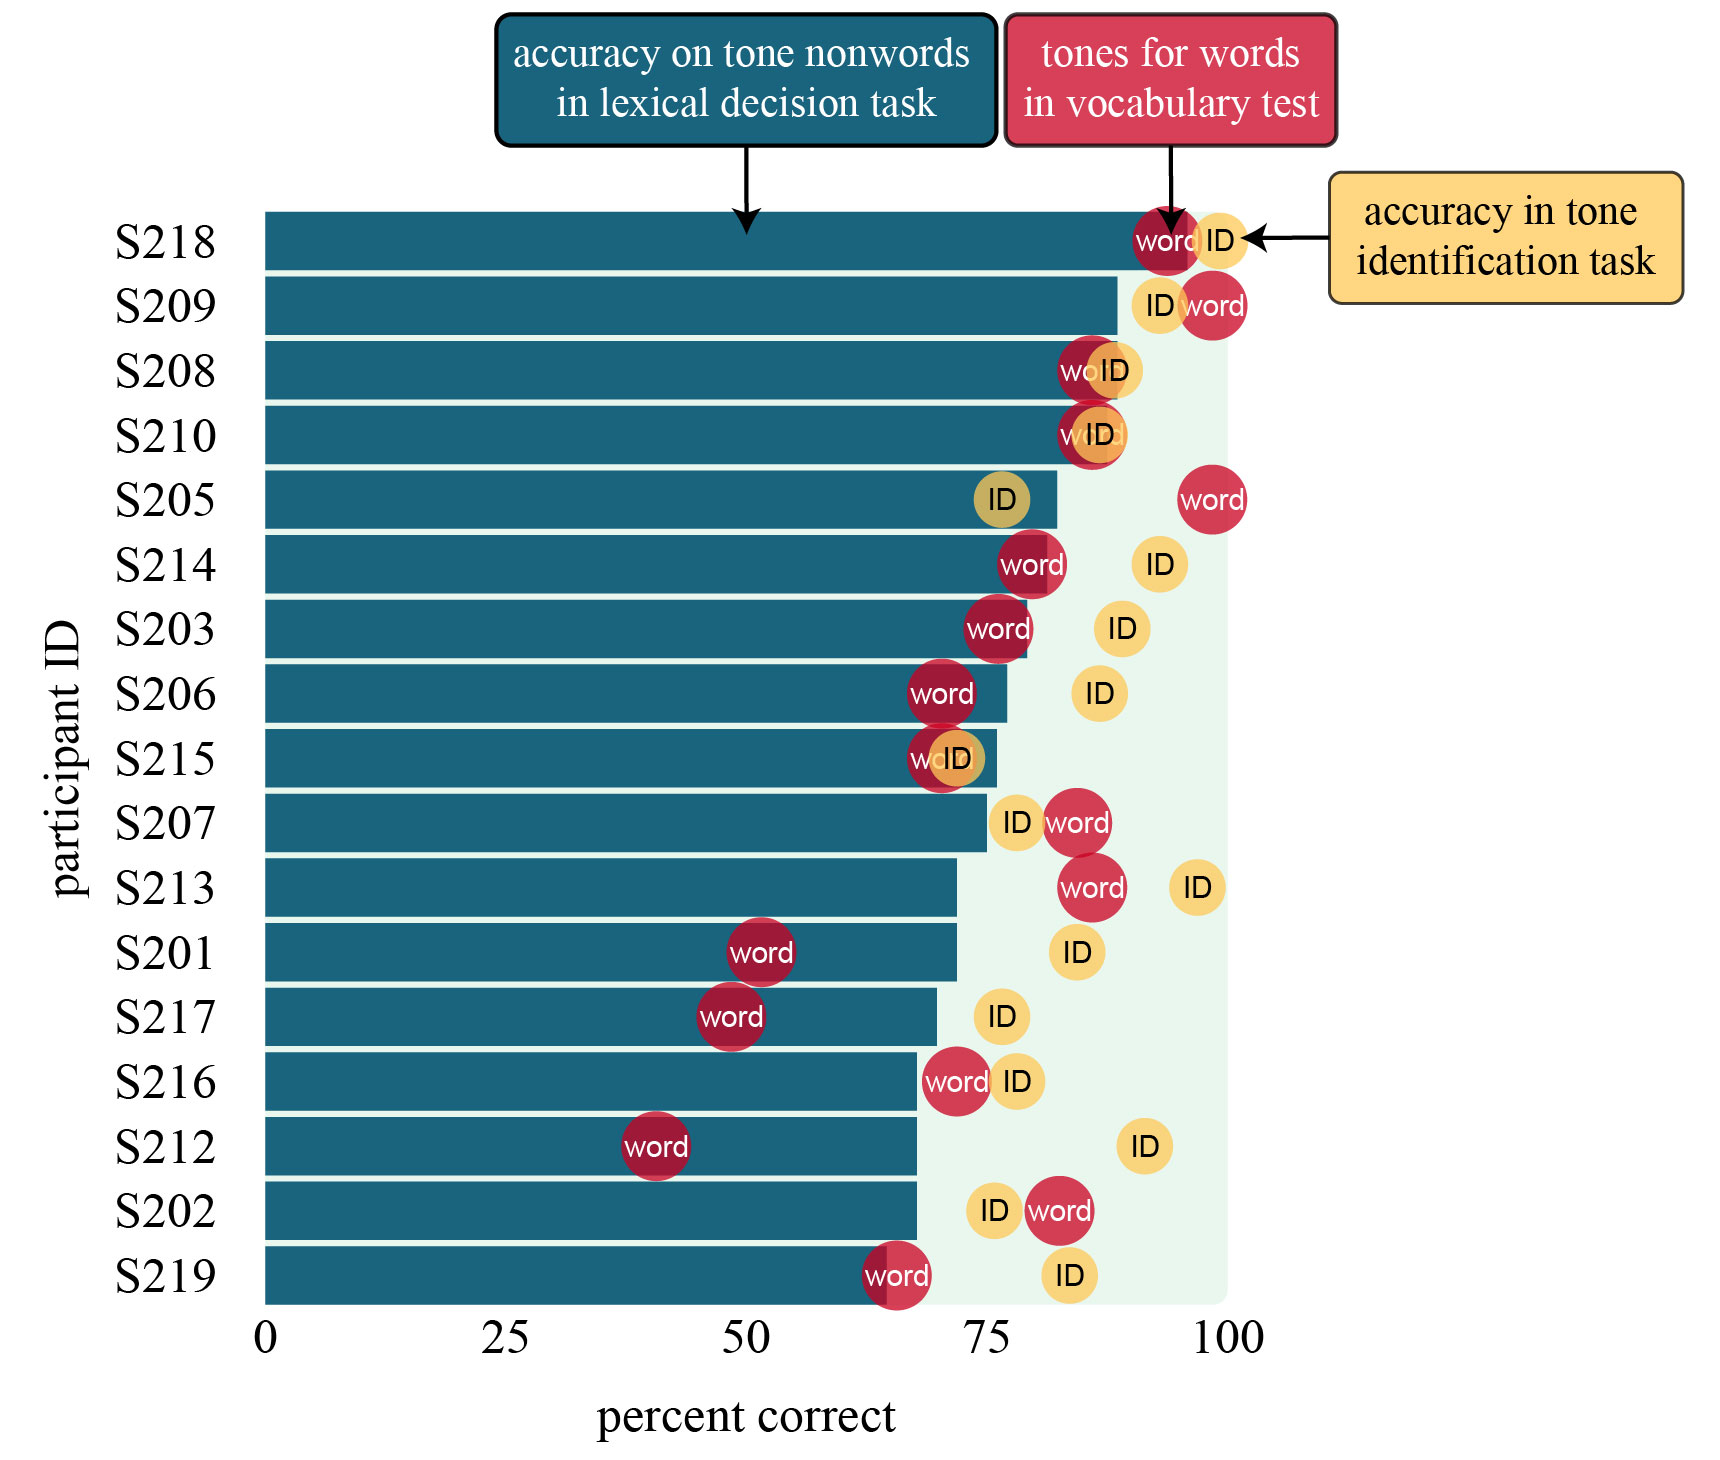 accuracy on tone nonwords
in lexical decision task
tones for words
in vocabulary test
accuracy in tone
identification task
participant ID
S218 word ID
S209 ID word
S208 word ID
S210 word ID
S205 ID word
S214 word ID
S203 word ID
S206 word ID
S215 word ID
S207 ID word
S213 word ID
S201 word ID
S217 word ID
S216 word ID
S212 word ID
S202 ID word
S219 word ID
0 25 50 75 100
percent correct